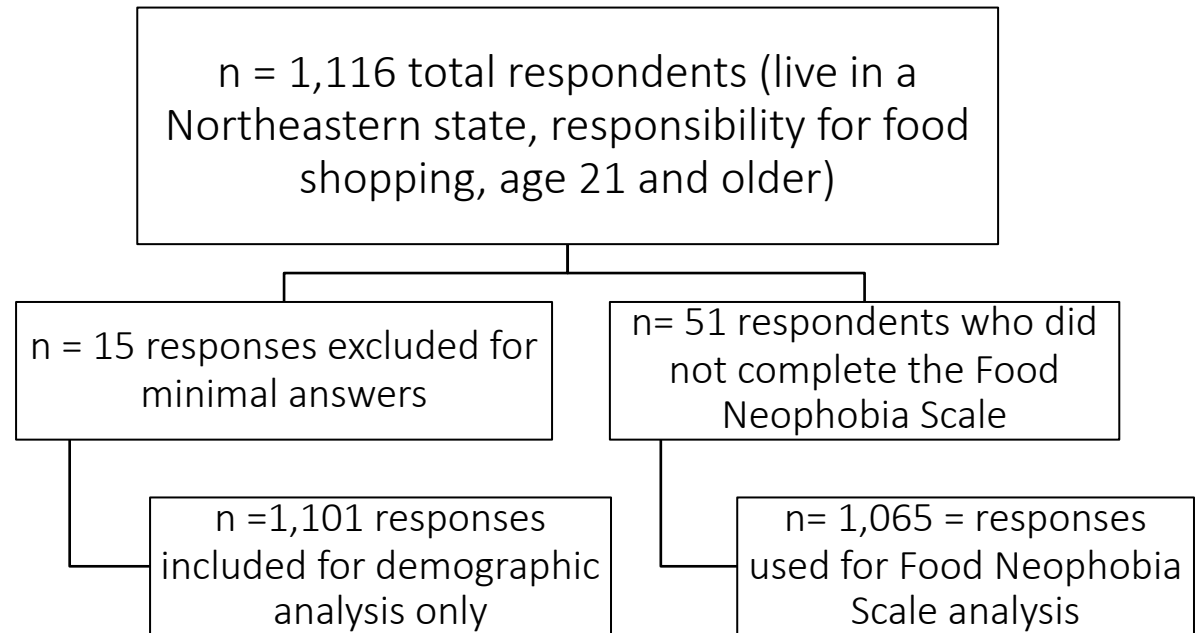 n = 1,116 total respondents (live in a
Northeastern state, responsibility for food
shopping, age 21 and older)
n = 15 responses excluded for
minimal answers
n= 51 respondents who did
not complete the Food
Neophobia Scale
n =1,101 responses
included for demographic
analysis only
n= 1,065 = responses
used for Food Neophobia
Scale analysis